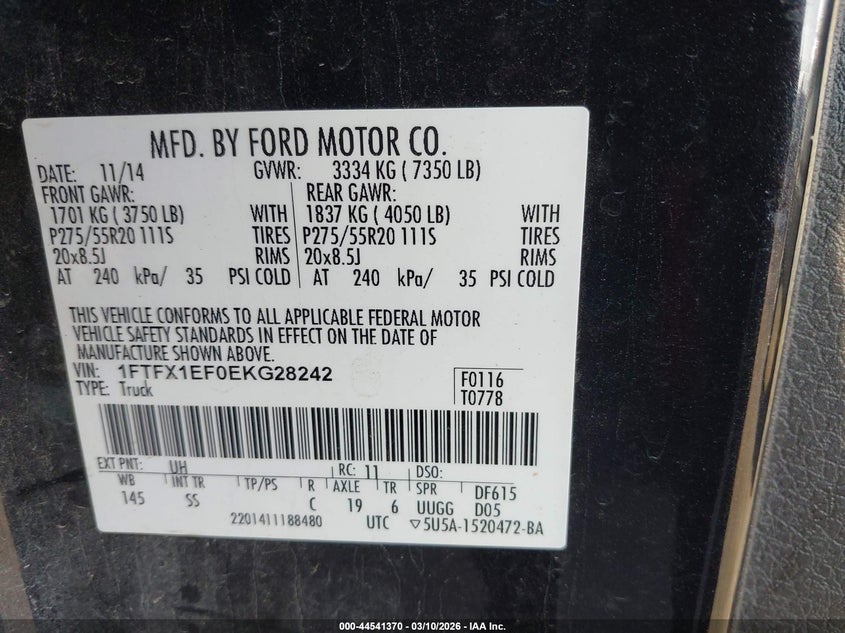 MFD. BY FORD MOTOR CO.
DATE: 11/14 GVWR: 3334 KG ( 7350 LB)
FRONT GAWR: REAR GAWR:
1701 KG ( 3750 LB) WITH 1837 KG ( 4050 LB) WITH
P275/55R20 111S TIRES P275/55R20 111S TIRES
20x8.5J RIMS 20x8.5J RIMS
AT 240 kPa/ 35 PSI COLD AT 240 kPa/ 35 PSI COLD
THIS VEHICLE CONFORMS TO ALL APPLICABLE FEDERAL MOTOR
VEHICLE SAFETY STANDARDS IN EFFECT ON THE DATE OF
MANUFACTURE SHOWN ABOVE.
VIN: 1FTFX1EF0EKG28242
TYPE: Truck
F0116
T0778
EXT PNT: UH RC: 11 DSO:
WB INT TR TP/PS R AXLE TR SPR DF615
145 SS C 19 6 UUGG D05
2201411188480 UTC ▽5U5A-1520472-BA
000-44541370 — 03/10/2026 — IAA Inc.